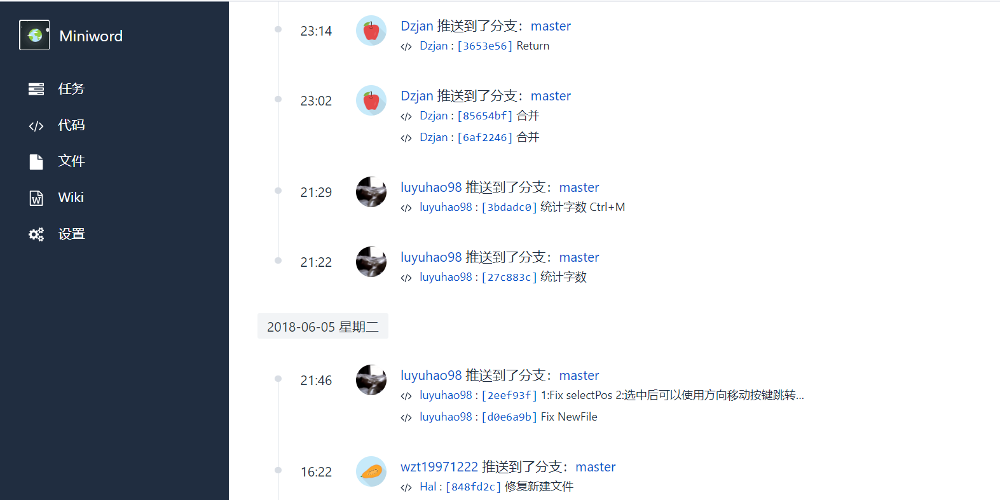 Miniword
任务
代码
文件
Wiki
设置
23:14
Dzjan 推送到了分支：master
Dzjan : [3653e56] Return
23:02
Dzjan 推送到了分支：master
Dzjan : [85654bf] 合并
Dzjan : [6af2246] 合并
21:29
luyuhao98 推送到了分支：master
luyuhao98 : [3bdadc0] 统计字数 Ctrl+M
21:22
luyuhao98 推送到了分支：master
luyuhao98 : [27c883c] 统计字数
2018-06-05 星期二
21:46
luyuhao98 推送到了分支：master
luyuhao98 : [2eef93f] 1:Fix selectPos 2:选中后可以使用方向移动按键跳转...
luyuhao98 : [d0e6a9b] Fix NewFile
16:22
wzt19971222 推送到了分支：master
Hal : [848fd2c] 修复新建文件